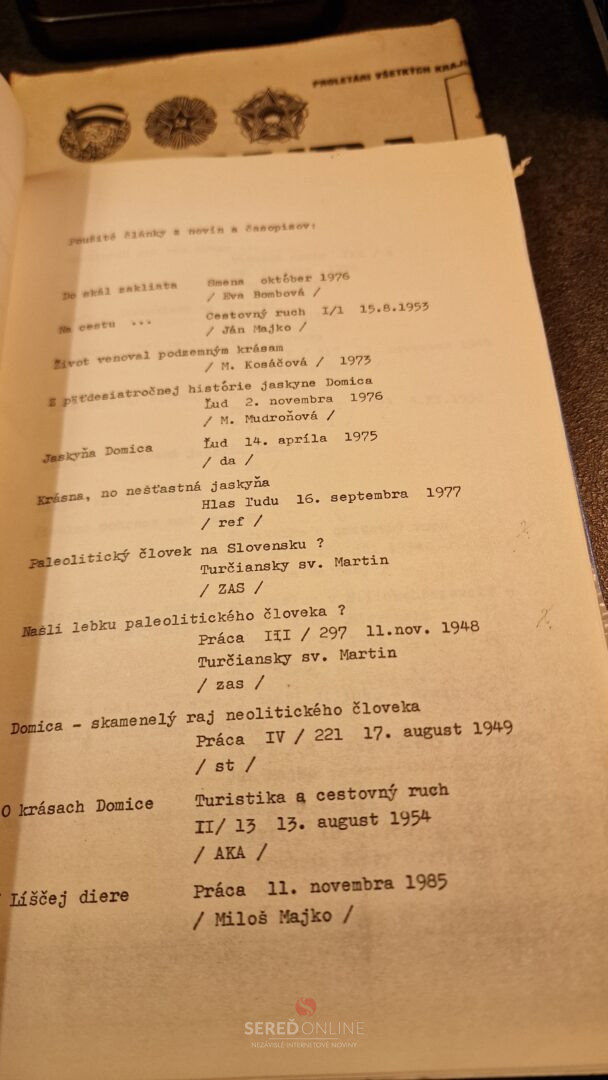 PROLETÁRI VŠETKÝCH KRAJ
Použité články z novín a časopisov:
Do skál zakliata Smena október 1976
/ Eva Bombová /
Na cestu ... Cestovný ruch I/1 15.8.1953
/ Ján Majko /
Život venoval podzemným krásam
/ M. Kosáčová / 1973
Z päťdesiatročnej histórie jaskyne Domica
Ľud 2. novembra 1976
/ M. Mudroňová /
Jaskyňa Domica Ľud 14. apríla 1975
/ da /
Krásna, no nešťastná jaskyňa
Hlas ľudu 16. septembra 1977
/ ref /
Paleolitický človek na Slovensku ?
Turčiansky sv. Martin
/ ZAS /
Našli lebku paleolitického človeka ?
Práca III / 297 11.nov. 1948
Turčiansky sv. Martin
/ zas /
Domica - skamenelý raj neolitického človeka
Práca IV / 221 17. august 1949
/ st /
O krásach Domice Turistika a cestovný ruch
II/ 13 13. august 1954
/ AKA /
Líščej diere Práca 11. novembra 1985
/ Miloš Majko /
SEREĎONLINE
NEZÁVISLÉ INTERNETOVÉ NOVINY